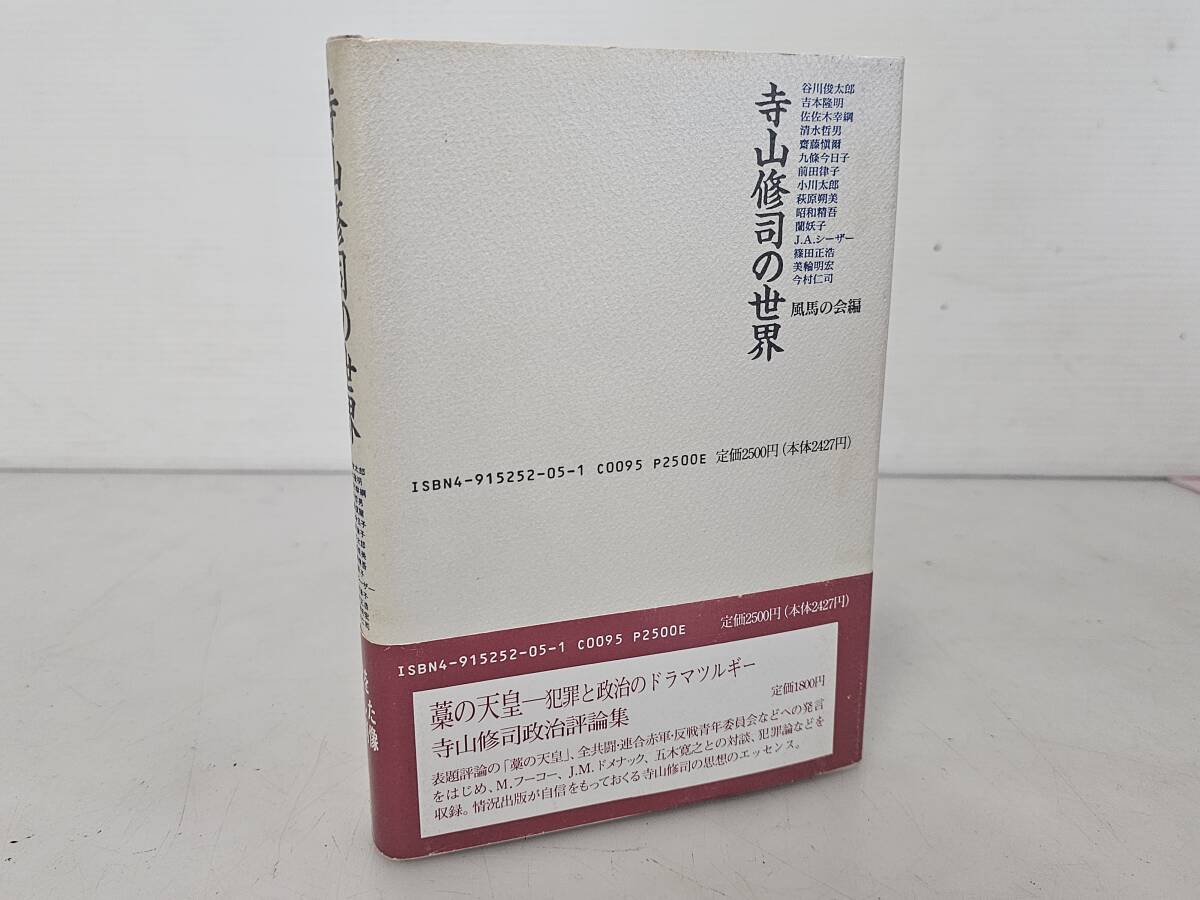 寺山修司の世界
谷川俊太郎
吉本隆明
佐佐木幸綱
清水哲男
齋藤愼爾
九條今日子
前田律子
小川太郎
萩原朔美
昭和精吾
蘭妖子
J.A.シーザー
篠田正浩
美輪明宏
今村仁司
風馬の会編
ISBN4-915252-05-1 C0095 P2500E 定価2500円(本体2427円)
ISBN4-915252-05-1 C0095 P2500E 定価2500円(本体2427円)
藁の天皇―犯罪と政治のドラマツルギー
寺山修司政治評論集 定価1800円
表題評論の「藁の天皇」、全共闘・連合赤軍・反戦青年委員会などへの発言
をはじめ、M.フーコー、J.M.ドメナック、五木寛之との対談、犯罪論などを
収録。情況出版が自信をもっておくる寺山修司の思想のエッセンス。
寺山修司の世界